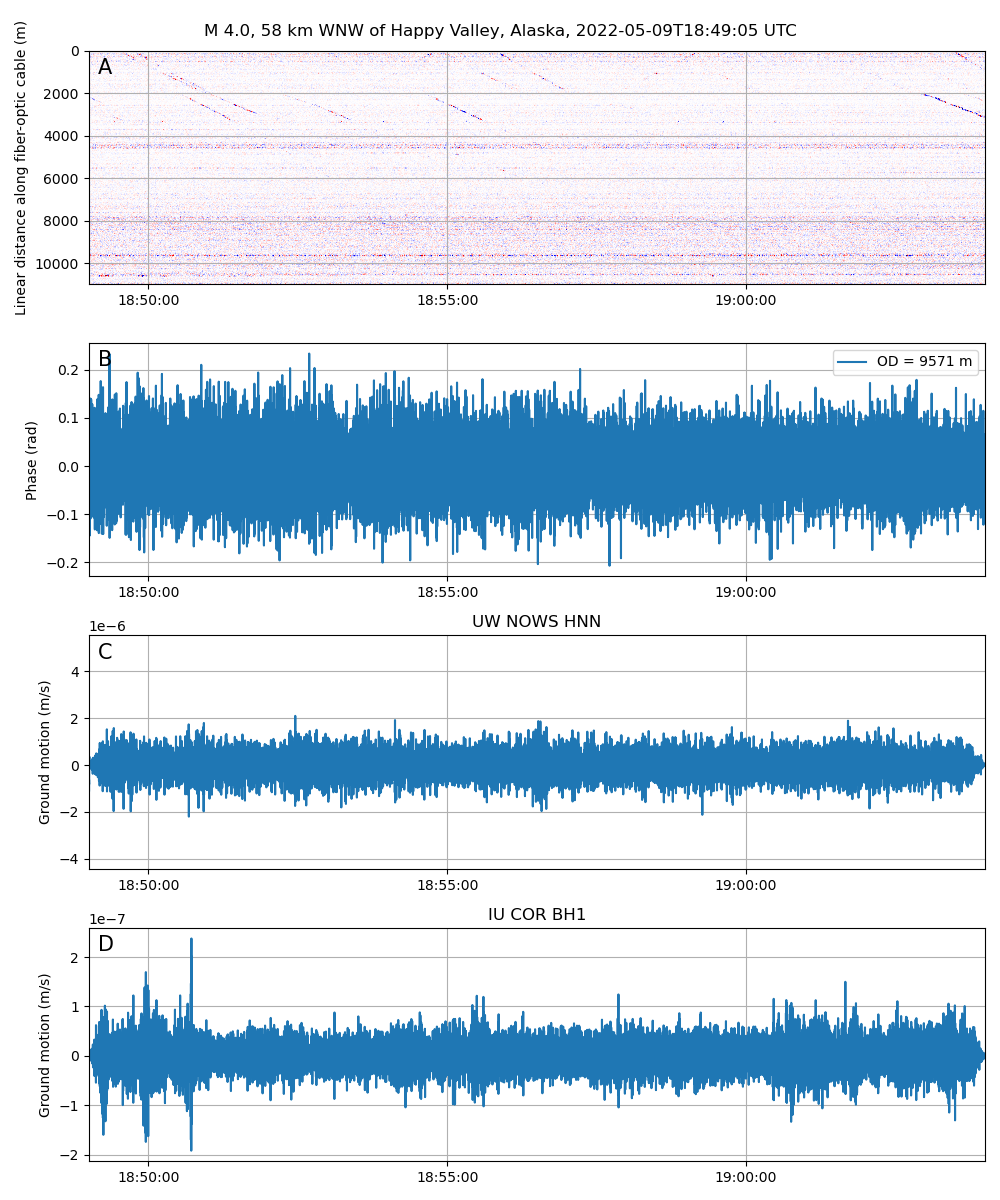 M 4.0, 58 km WNW of Happy Valley, Alaska, 2022-05-09T18:49:05 UTC
Linear distance along fiber-optic cable (m)
A
0
2000
4000
6000
8000
10000
18:50:00 18:55:00 19:00:00
B
OD = 9571 m
Phase (rad)
0.2
0.1
0.0
−0.1
−0.2
18:50:00 18:55:00 19:00:00
UW NOWS HNN
1e−6
C
Ground motion (m/s)
4
2
0
−2
−4
18:50:00 18:55:00 19:00:00
IU COR BH1
1e−7
D
Ground motion (m/s)
2
1
0
−1
−2
18:50:00 18:55:00 19:00:00